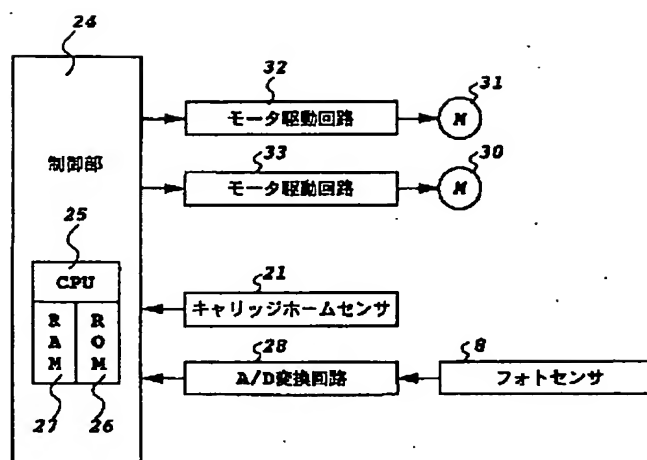 24
32
31
モータ駆動回路
M
33
30
制御部
モータ駆動回路
M
25
CPU
21
RAM
ROM
キャリッジホームセンサ
28
8
A/D変換回路
フォトセンサ
27
26